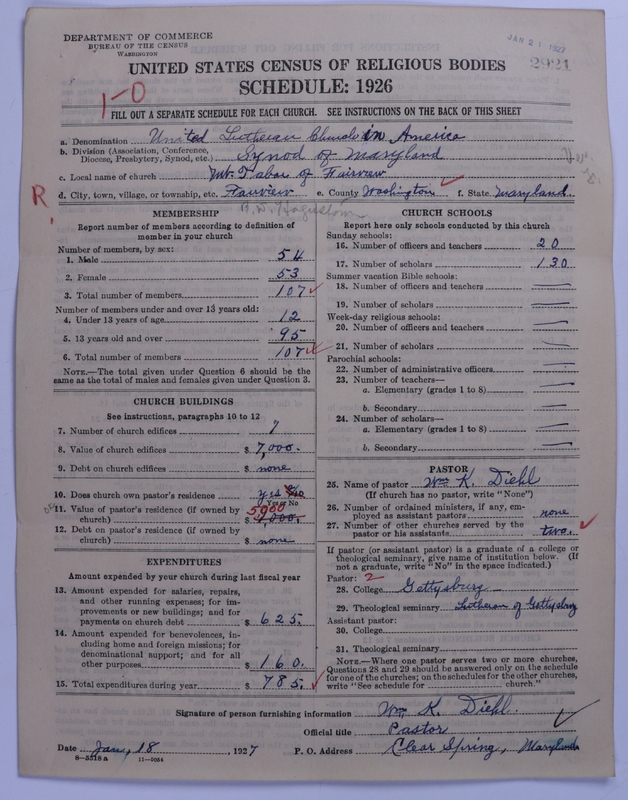 DEPARTMENT OF COMMERCE
BUREAU OF THE CENSUS
WASHINGTON
JAN 21 1927
2921
UNITED STATES CENSUS OF RELIGIOUS BODIES
SCHEDULE: 1926
1-0
FILL OUT A SEPARATE SCHEDULE FOR EACH CHURCH. SEE INSTRUCTIONS ON THE BACK OF THIS SHEET
a. Denomination United Lutheran Church in America
b. Division (Association, Conference, Diocese, Presbytery, Synod, etc.) Synod of Maryland
c. Local name of church Mt. Tabor of Fairview
R.
d. City, town, village, or township, etc. Fairview e. County Washington f. State Maryland
Hagerstown
MEMBERSHIP
Report number of members according to definition of
member in your church
Number of members, by sex:
1. Male 54
2. Female 53
3. Total number of members 107
Number of members under and over 13 years old:
4. Under 13 years of age 12
5. 13 years old and over 95
6. Total number of members 107
NOTE.—The total given under Question 6 should be
same as the total of males and females given under Question 3.
CHURCH BUILDINGS
See instructions, paragraphs 10 to 12
7. Number of church edifices 1
8. Value of church edifices $ 7,000.
9. Debt on church edifices $ none
10. Does church own pastor's residence yes
Yes or No
11. Value of pastor's residence (if owned by
church) $ 5000
12. Debt on pastor's residence (if owned by
church) $ none
EXPENDITURES
Amount expended by your church during last fiscal year
13. Amount expended for salaries, repairs,
and other running expenses; for im-
provements or new buildings; and for
payments on church debt $ 625.
14. Amount expended for benevolences, in-
cluding home and foreign missions; for
denominational support; and for all
other purposes $ 160.
15. Total expenditures during year $ 785.
CHURCH SCHOOLS
Report here only schools conducted by this church
Sunday schools:
16. Number of officers and teachers 20
17. Number of scholars 130
Summer vacation Bible schools:
18. Number of officers and teachers —
19. Number of scholars —
Week-day religious schools:
20. Number of officers and teachers —
21. Number of scholars —
Parochial schools:
22. Number of administrative officers —
23. Number of teachers—
a. Elementary (grades 1 to 8) —
b. Secondary —
24. Number of scholars—
a. Elementary (grades 1 to 8) —
b. Secondary —
PASTOR
25. Name of pastor Wm K. Diehl
(If church has no pastor, write "None")
26. Number of ordained ministers, if any, em-
ployed as assistant pastors none
27. Number of other churches served by the
pastor or his assistants two.
If pastor (or assistant pastor) is a graduate of a college or
theological seminary, give name of institution below. (If
not a graduate, write "No" in the space indicated.)
Pastor: 2
28. College Gettysburg
29. Theological seminary Lutheran of Gettysburg
Assistant pastor:
30. College
31. Theological seminary
NOTE.—Where one pastor serves two or more churches,
Questions 28 and 29 should be answered only on the schedule
for one of the churches; on the schedules for the other churches,
write "See schedule for church."
Signature of person furnishing information Wm K. Diehl
Official title Pastor
Date Jan, 18, 1927 P. O. Address Clear Spring, Maryland
8—5518 a 11—9054